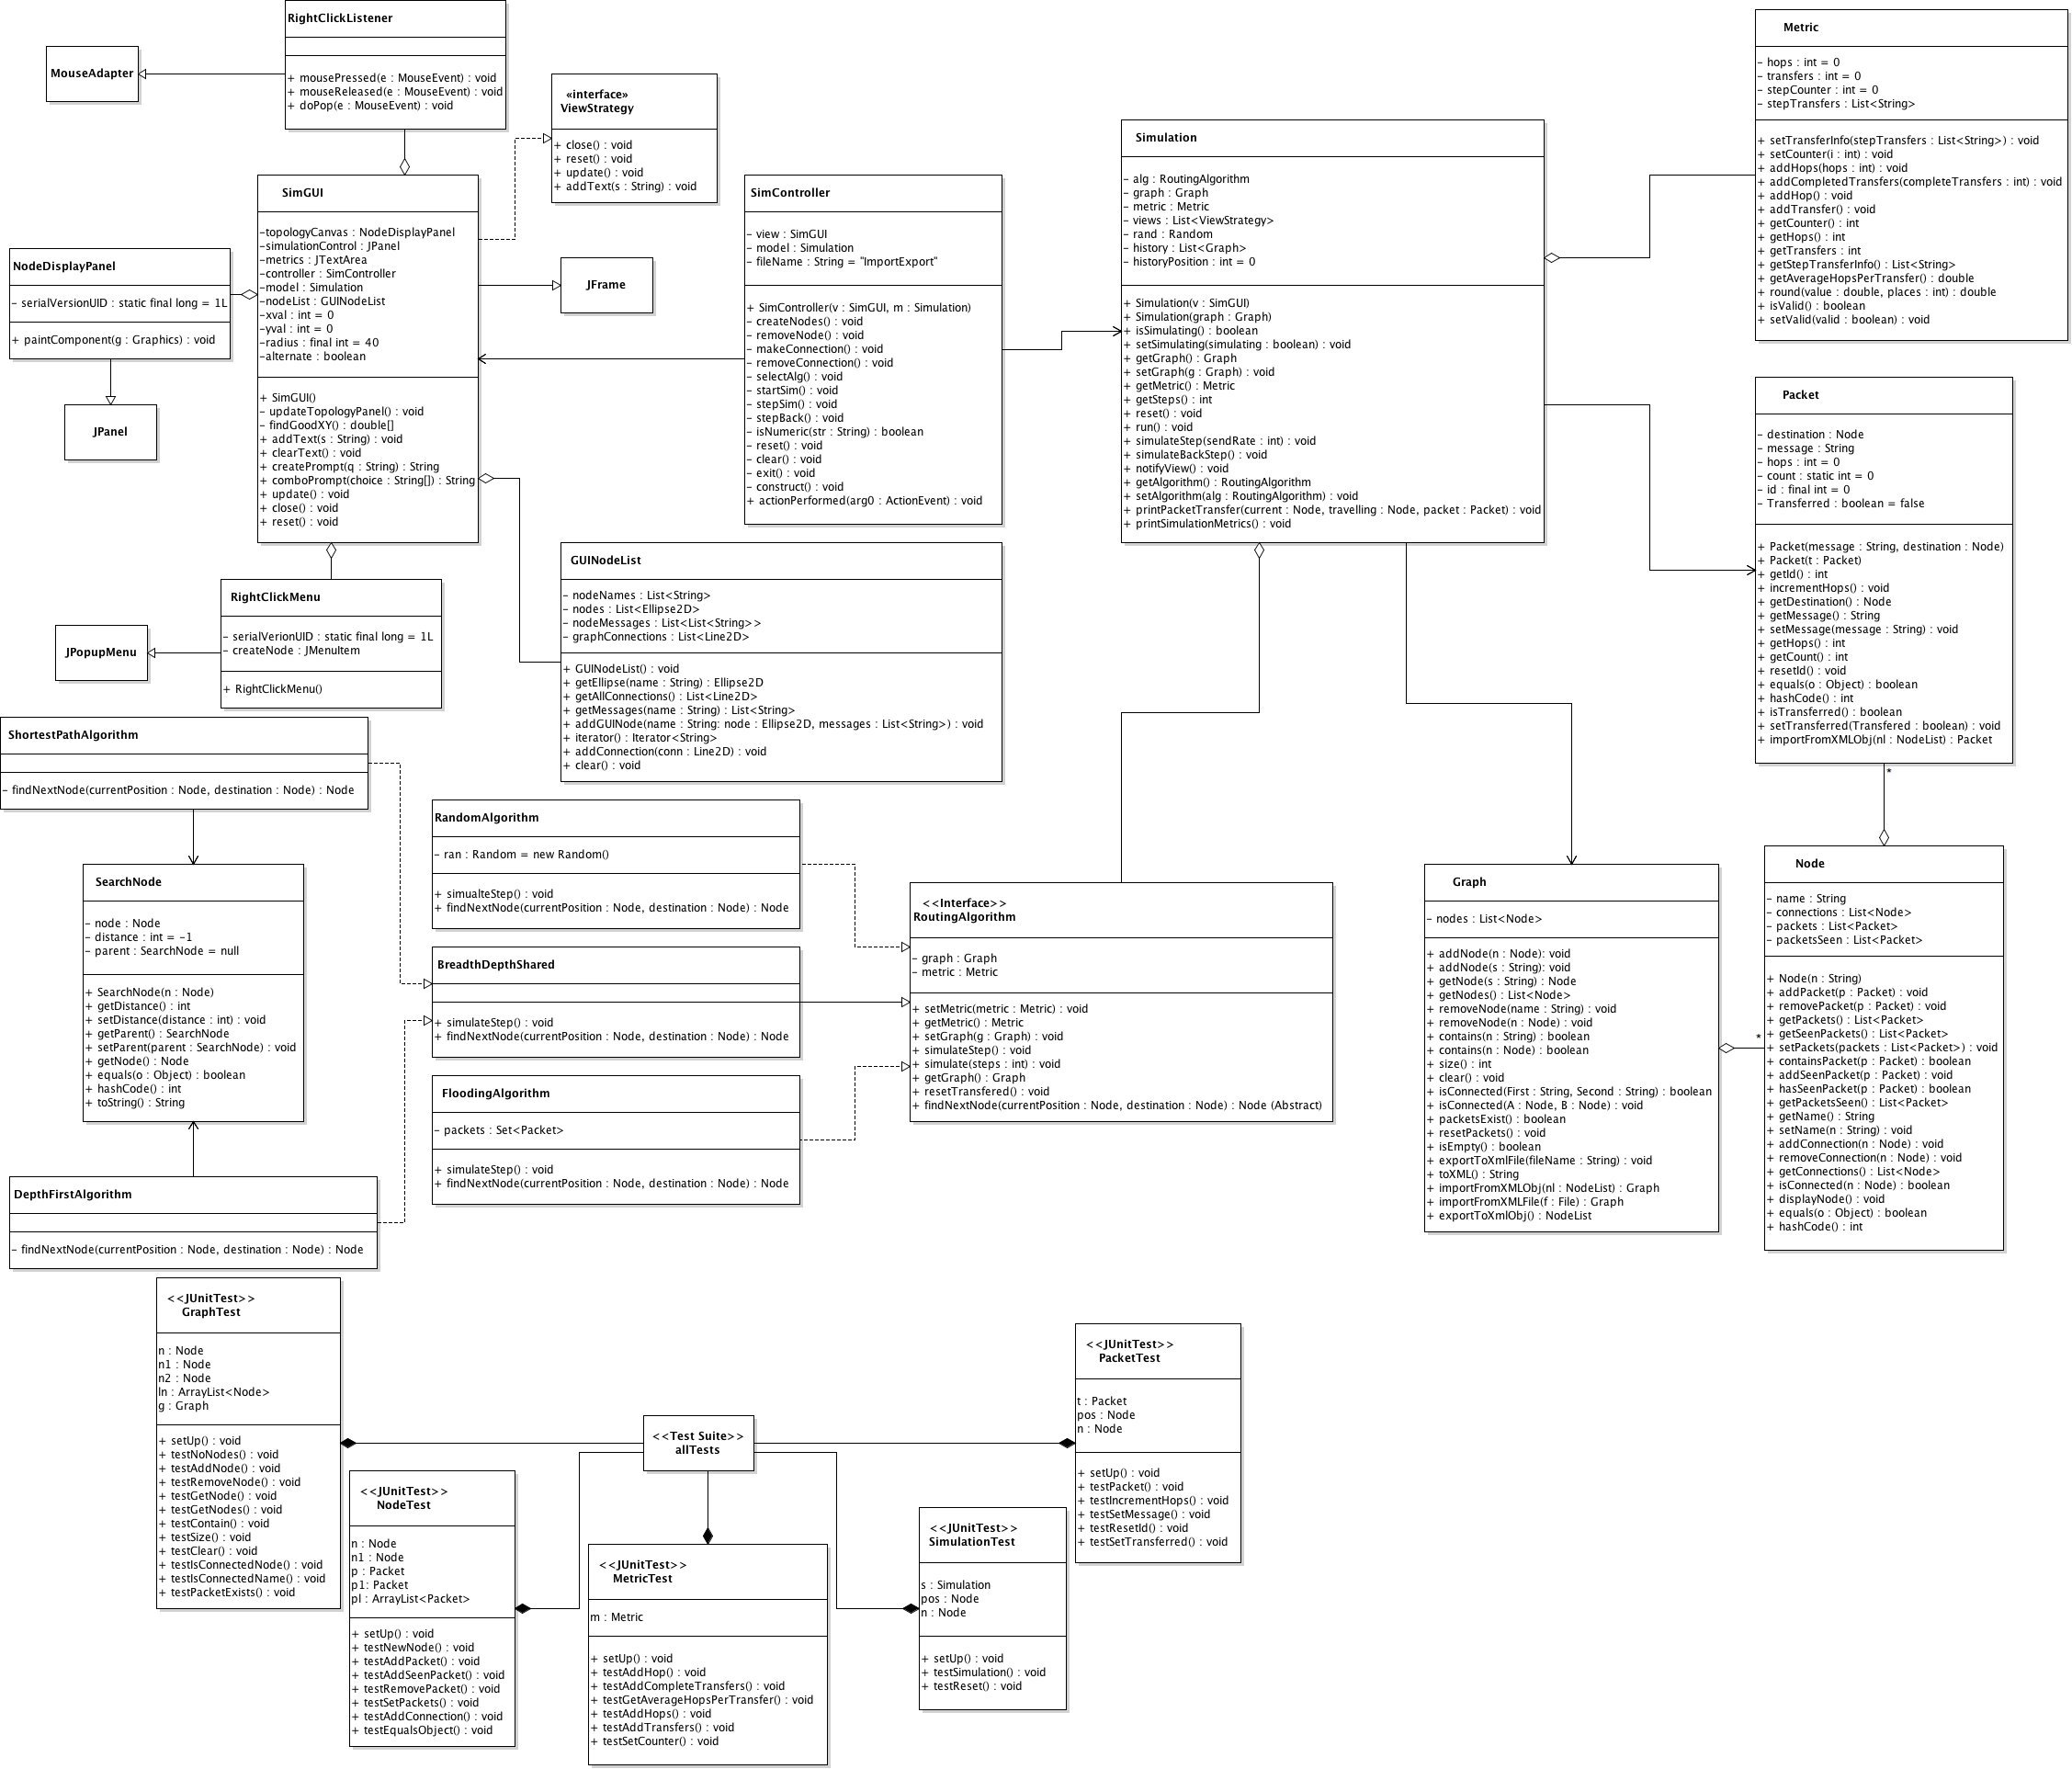 RightClickListener
+ mousePressed(e : MouseEvent) : void
+ mouseReleased(e : MouseEvent) : void
+ doPop(e : MouseEvent) : void
MouseAdapter
«interface»
ViewStrategy
+ close() : void
+ reset() : void
+ update() : void
+ addText(s : String) : void
SimGUI
-topologyCanvas : NodeDisplayPanel
-simulationControl : JPanel
-metrics : JTextArea
-controller : SimController
-model : Simulation
-nodeList : GUINodeList
-xval : int = 0
-yval : int = 0
-radius : final int = 40
-alternate : boolean
+ SimGUI()
- updateTopologyPanel() : void
- findGoodXY() : double[]
+ addText(s : String) : void
+ clearText() : void
+ createPrompt(q : String) : String
+ comboPrompt(choice : String[]) : String
+ update() : void
+ close() : void
+ reset() : void
NodeDisplayPanel
- serialVersionUID : static final long = 1L
+ paintComponent(g : Graphics) : void
JPanel
JFrame
SimController
- view : SimGUI
- model : Simulation
- fileName : String = "ImportExport"
+ SimController(v : SimGUI, m : Simulation)
- createNodes() : void
- removeNode() : void
- makeConnection() : void
- removeConnection() : void
- selectAlg() : void
- startSim() : void
- stepSim() : void
- stepBack() : void
- isNumeric(str : String) : boolean
- reset() : void
- clear() : void
- exit() : void
- construct() : void
+ actionPerformed(arg0 : ActionEvent) : void
Simulation
- alg : RoutingAlgorithm
- graph : Graph
- metric : Metric
- views : List<ViewStrategy>
- rand : Random
- history : List<Graph>
- historyPosition : int = 0
+ Simulation(v : SimGUI)
+ Simulation(graph : Graph)
+ isSimulating() : boolean
+ setSimulating(simulating : boolean) : void
+ getGraph() : Graph
+ setGraph(g : Graph) : void
+ getMetric() : Metric
+ getSteps() : int
+ reset() : void
+ run() : void
+ simulateStep(sendRate : int) : void
+ simulateBackStep() : void
+ notifyView() : void
+ getAlgorithm() : RoutingAlgorithm
+ setAlgorithm(alg : RoutingAlgorithm) : void
+ printPacketTransfer(current : Node, travelling : Node, packet : Packet) : void
+ printSimulationMetrics() : void
Metric
- hops : int = 0
- transfers : int = 0
- stepCounter : int = 0
- stepTransfers : List<String>
+ setTransferInfo(stepTransfers : List<String>) : void
+ setCounter(i : int) : void
+ addHops(hops : int) : void
+ addCompletedTransfers(completeTransfers : int) : void
+ addHop() : void
+ addTransfer() : void
+ getCounter() : int
+ getHops() : int
+ getTransfers : int
+ getStepTransferInfo() : List<String>
+ getAverageHopsPerTransfer() : double
+ round(value : double, places : int) : double
+ isValid() : boolean
+ setValid(valid : boolean) : void
Packet
- destination : Node
- message : String
- hops : int = 0
- count : static int = 0
- id : final int = 0
- Transferred : boolean = false
+ Packet(message : String, destination : Node)
+ Packet(t : Packet)
+ getId() : int
+ incrementHops() : void
+ getDestination() : Node
+ getMessage() : String
+ setMessage(message : String) : void
+ getHops() : int
+ getCount() : int
+ resetId() : void
+ equals(o : Object) : boolean
+ hashCode() : int
+ isTransferred() : boolean
+ setTransferred(Transfered : boolean) : void
+ importFromXMLObj(nl : NodeList) : Packet
*
GUINodeList
- nodeNames : List<String>
- nodes : List<Ellipse2D>
- nodeMessages : List<List<String>>
- graphConnections : List<Line2D>
+ GUINodeList() : void
+ getEllipse(name : String) : Ellipse2D
+ getAllConnections() : List<Line2D>
+ getMessages(name : String) : List<String>
+ addGUINode(name : String: node : Ellipse2D, messages : List<String>) : void
+ iterator() : Iterator<String>
+ addConnection(conn : Line2D) : void
+ clear() : void
RightClickMenu
- serialVerionUID : static final long = 1L
- createNode : JMenuItem
+ RightClickMenu()
JPopupMenu
ShortestPathAlgorithm
- findNextNode(currentPosition : Node, destination : Node) : Node
SearchNode
- node : Node
- distance : int = -1
- parent : SearchNode = null
+ SearchNode(n : Node)
+ getDistance() : int
+ setDistance(distance : int) : void
+ getParent() : SearchNode
+ setParent(parent : SearchNode) : void
+ getNode() : Node
+ equals(o : Object) : boolean
+ hashCode() : int
+ toString() : String
DepthFirstAlgorithm
- findNextNode(currentPosition : Node, destination : Node) : Node
RandomAlgorithm
- ran : Random = new Random()
+ simualteStep() : void
+ findNextNode(currentPosition : Node, destination : Node) : Node
BreadthDepthShared
+ simulateStep() : void
+ findNextNode(currentPosition : Node, destination : Node) : Node
FloodingAlgorithm
- packets : Set<Packet>
+ simulateStep() : void
+ findNextNode(currentPosition : Node, destination : Node) : Node
<<Interface>>
RoutingAlgorithm
- graph : Graph
- metric : Metric
+ setMetric(metric : Metric) : void
+ getMetric() : Metric
+ setGraph(g : Graph) : void
+ simulateStep() : void
+ simulate(steps : int) : void
+ getGraph() : Graph
+ resetTransfered() : void
+ findNextNode(currentPosition : Node, destination : Node) : Node (Abstract)
Graph
- nodes : List<Node>
+ addNode(n : Node): void
+ addNode(s : String): void
+ getNode(s : String) : Node
+ getNodes() : List<Node>
+ removeNode(name : String) : void
+ removeNode(n : Node) : void
+ contains(n : String) : boolean
+ contains(n : Node) : boolean
+ size() : int
+ clear() : void
+ isConnected(First : String, Second : String) : boolean
+ isConnected(A : Node, B : Node) : void
+ packetsExist() : boolean
+ resetPackets() : void
+ isEmpty() : boolean
+ exportToXmlFile(fileName : String) : void
+ toXML() : String
+ importFromXMLObj(nl : NodeList) : Graph
+ importFromXMLFile(f : File) : Graph
+ exportToXmlObj() : NodeList
*
Node
- name : String
- connections : List<Node>
- packets : List<Packet>
- packetsSeen : List<Packet>
+ Node(n : String)
+ addPacket(p : Packet) : void
+ removePacket(p : Packet) : void
+ getPackets() : List<Packet>
+ getSeenPackets() : List<Packet>
+ setPackets(packets : List<Packet>) : void
+ containsPacket(p : Packet) : boolean
+ addSeenPacket(p : Packet) : void
+ hasSeenPacket(p : Packet) : boolean
+ getPacketsSeen() : List<Packet>
+ getName() : String
+ setName(n : String) : void
+ addConnection(n : Node) : void
+ removeConnection(n : Node) : void
+ getConnections() : List<Node>
+ isConnected(n : Node) : boolean
+ displayNode() : void
+ equals(o : Object) : boolean
+ hashCode() : int
<<JUnitTest>>
GraphTest
n : Node
n1 : Node
n2 : Node
ln : ArrayList<Node>
g : Graph
+ setUp() : void
+ testNoNodes() : void
+ testAddNode() : void
+ testRemoveNode() : void
+ testGetNode() : void
+ testGetNodes() : void
+ testContain() : void
+ testSize() : void
+ testClear() : void
+ testIsConnectedNode() : void
+ testIsConnectedName() : void
+ testPacketExists() : void
<<JUnitTest>>
NodeTest
n : Node
n1 : Node
p : Packet
p1: Packet
pl : ArrayList<Packet>
+ setUp() : void
+ testNewNode() : void
+ testAddPacket() : void
+ testAddSeenPacket() : void
+ testRemovePacket() : void
+ testSetPackets() : void
+ testAddConnection() : void
+ testEqualsObject() : void
<<Test Suite>>
allTests
<<JUnitTest>>
MetricTest
m : Metric
+ setUp() : void
+ testAddHop() : void
+ testAddCompleteTransfers() : void
+ testGetAverageHopsPerTransfer() : void
+ testAddHops() : void
+ testAddTransfers() : void
+ testSetCounter() : void
<<JUnitTest>>
SimulationTest
s : Simulation
pos : Node
n : Node
+ setUp() : void
+ testSimulation() : void
+ testReset() : void
<<JUnitTest>>
PacketTest
t : Packet
pos : Node
n : Node
+ setUp() : void
+ testPacket() : void
+ testIncrementHops() : void
+ testSetMessage() : void
+ testResetId() : void
+ testSetTransferred() : void